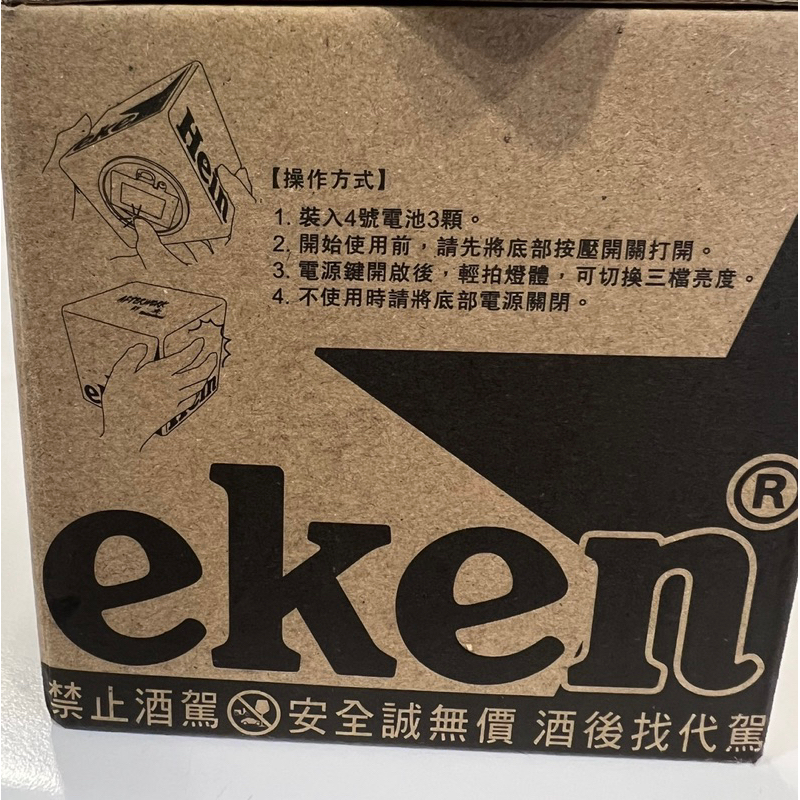 eke
Hein
【操作方式】
1. 裝入4號電池3顆。
2. 開始使用前，請先將底部按壓開關打開。
3. 電源鍵開啟後，輕拍燈體，可切換三檔亮度。
4. 不使用時請將底部電源關閉。
eken®
禁止酒駕 安全誠無價 酒後找代駕